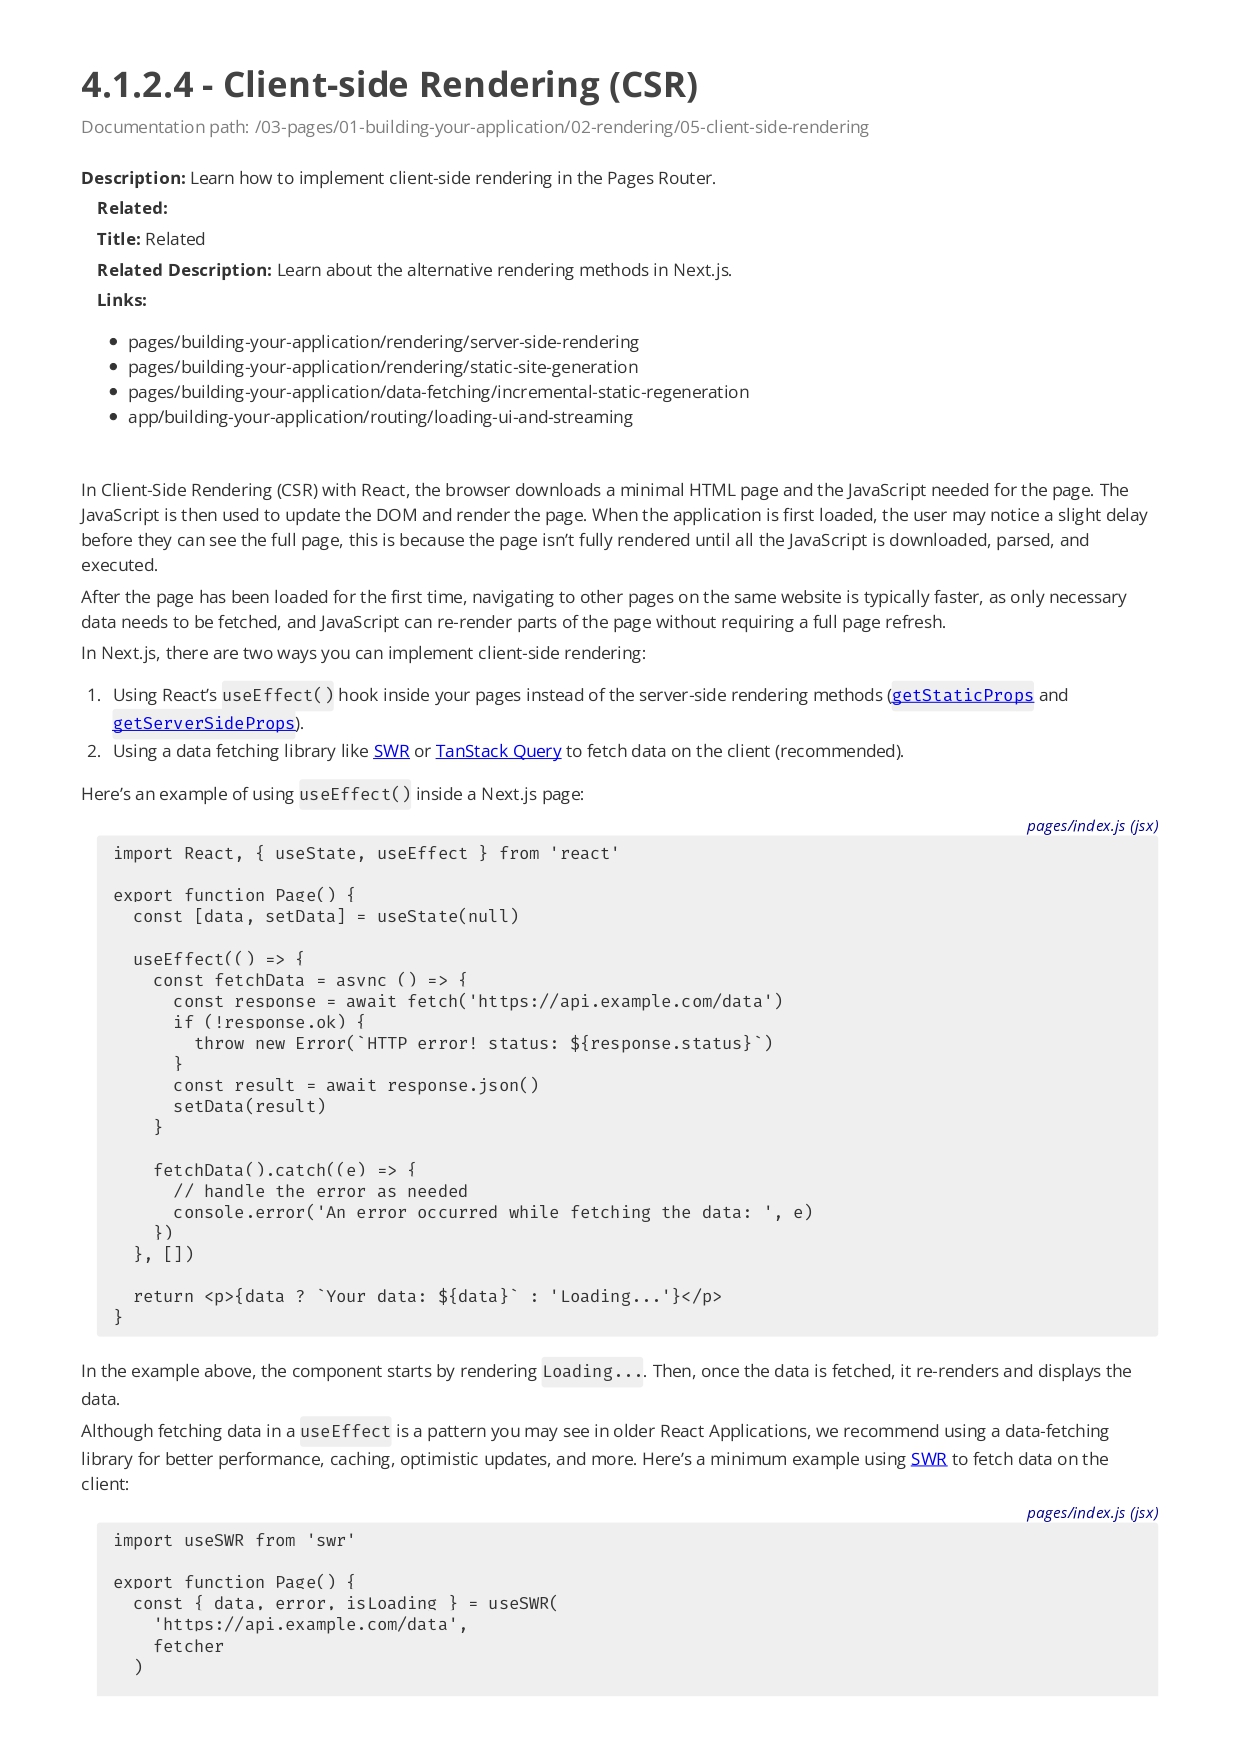 4.1.2.4 - Client-side Rendering (CSR)
Documentation path: /03-pages/01-building-your-application/02-rendering/05-client-side-rendering
Description: Learn how to implement client-side rendering in the Pages Router.
Related:
Title: Related
Related Description: Learn about the alternative rendering methods in Next.js.
Links:
• pages/building-your-application/rendering/server-side-rendering
• pages/building-your-application/rendering/static-site-generation
• pages/building-your-application/data-fetching/incremental-static-regeneration
• app/building-your-application/routing/loading-ui-and-streaming
In Client-Side Rendering (CSR) with React, the browser downloads a minimal HTML page and the JavaScript needed for the page. The
JavaScript is then used to update the DOM and render the page. When the application is first loaded, the user may notice a slight delay
before they can see the full page, this is because the page isn’t fully rendered until all the JavaScript is downloaded, parsed, and
executed.
After the page has been loaded for the first time, navigating to other pages on the same website is typically faster, as only necessary
data needs to be fetched, and JavaScript can re-render parts of the page without requiring a full page refresh.
In Next.js, there are two ways you can implement client-side rendering:
1. Using React’s useEffect() hook inside your pages instead of the server-side rendering methods (getStaticProps and
getServerSideProps).
2. Using a data fetching library like SWR or TanStack Query to fetch data on the client (recommended).
Here’s an example of using useEffect() inside a Next.js page:
pages/index.js (jsx)
import React, { useState, useEffect } from 'react'
export function Page() {
  const [data, setData] = useState(null)
  useEffect(() => {
    const fetchData = async () => {
      const response = await fetch('https://api.example.com/data')
      if (!response.ok) {
        throw new Error(`HTTP error! status: ${response.status}`)
      }
      const result = await response.json()
      setData(result)
    }
    fetchData().catch((e) => {
      // handle the error as needed
      console.error('An error occurred while fetching the data: ', e)
    })
  }, [])
  return <p>{data ? `Your data: ${data}` : 'Loading...'}</p>
}
In the example above, the component starts by rendering Loading.... Then, once the data is fetched, it re-renders and displays the
data.
Although fetching data in a useEffect is a pattern you may see in older React Applications, we recommend using a data-fetching
library for better performance, caching, optimistic updates, and more. Here’s a minimum example using SWR to fetch data on the
client:
pages/index.js (jsx)
import useSWR from 'swr'
export function Page() {
  const { data, error, isLoading } = useSWR(
    'https://api.example.com/data',
    fetcher
  )